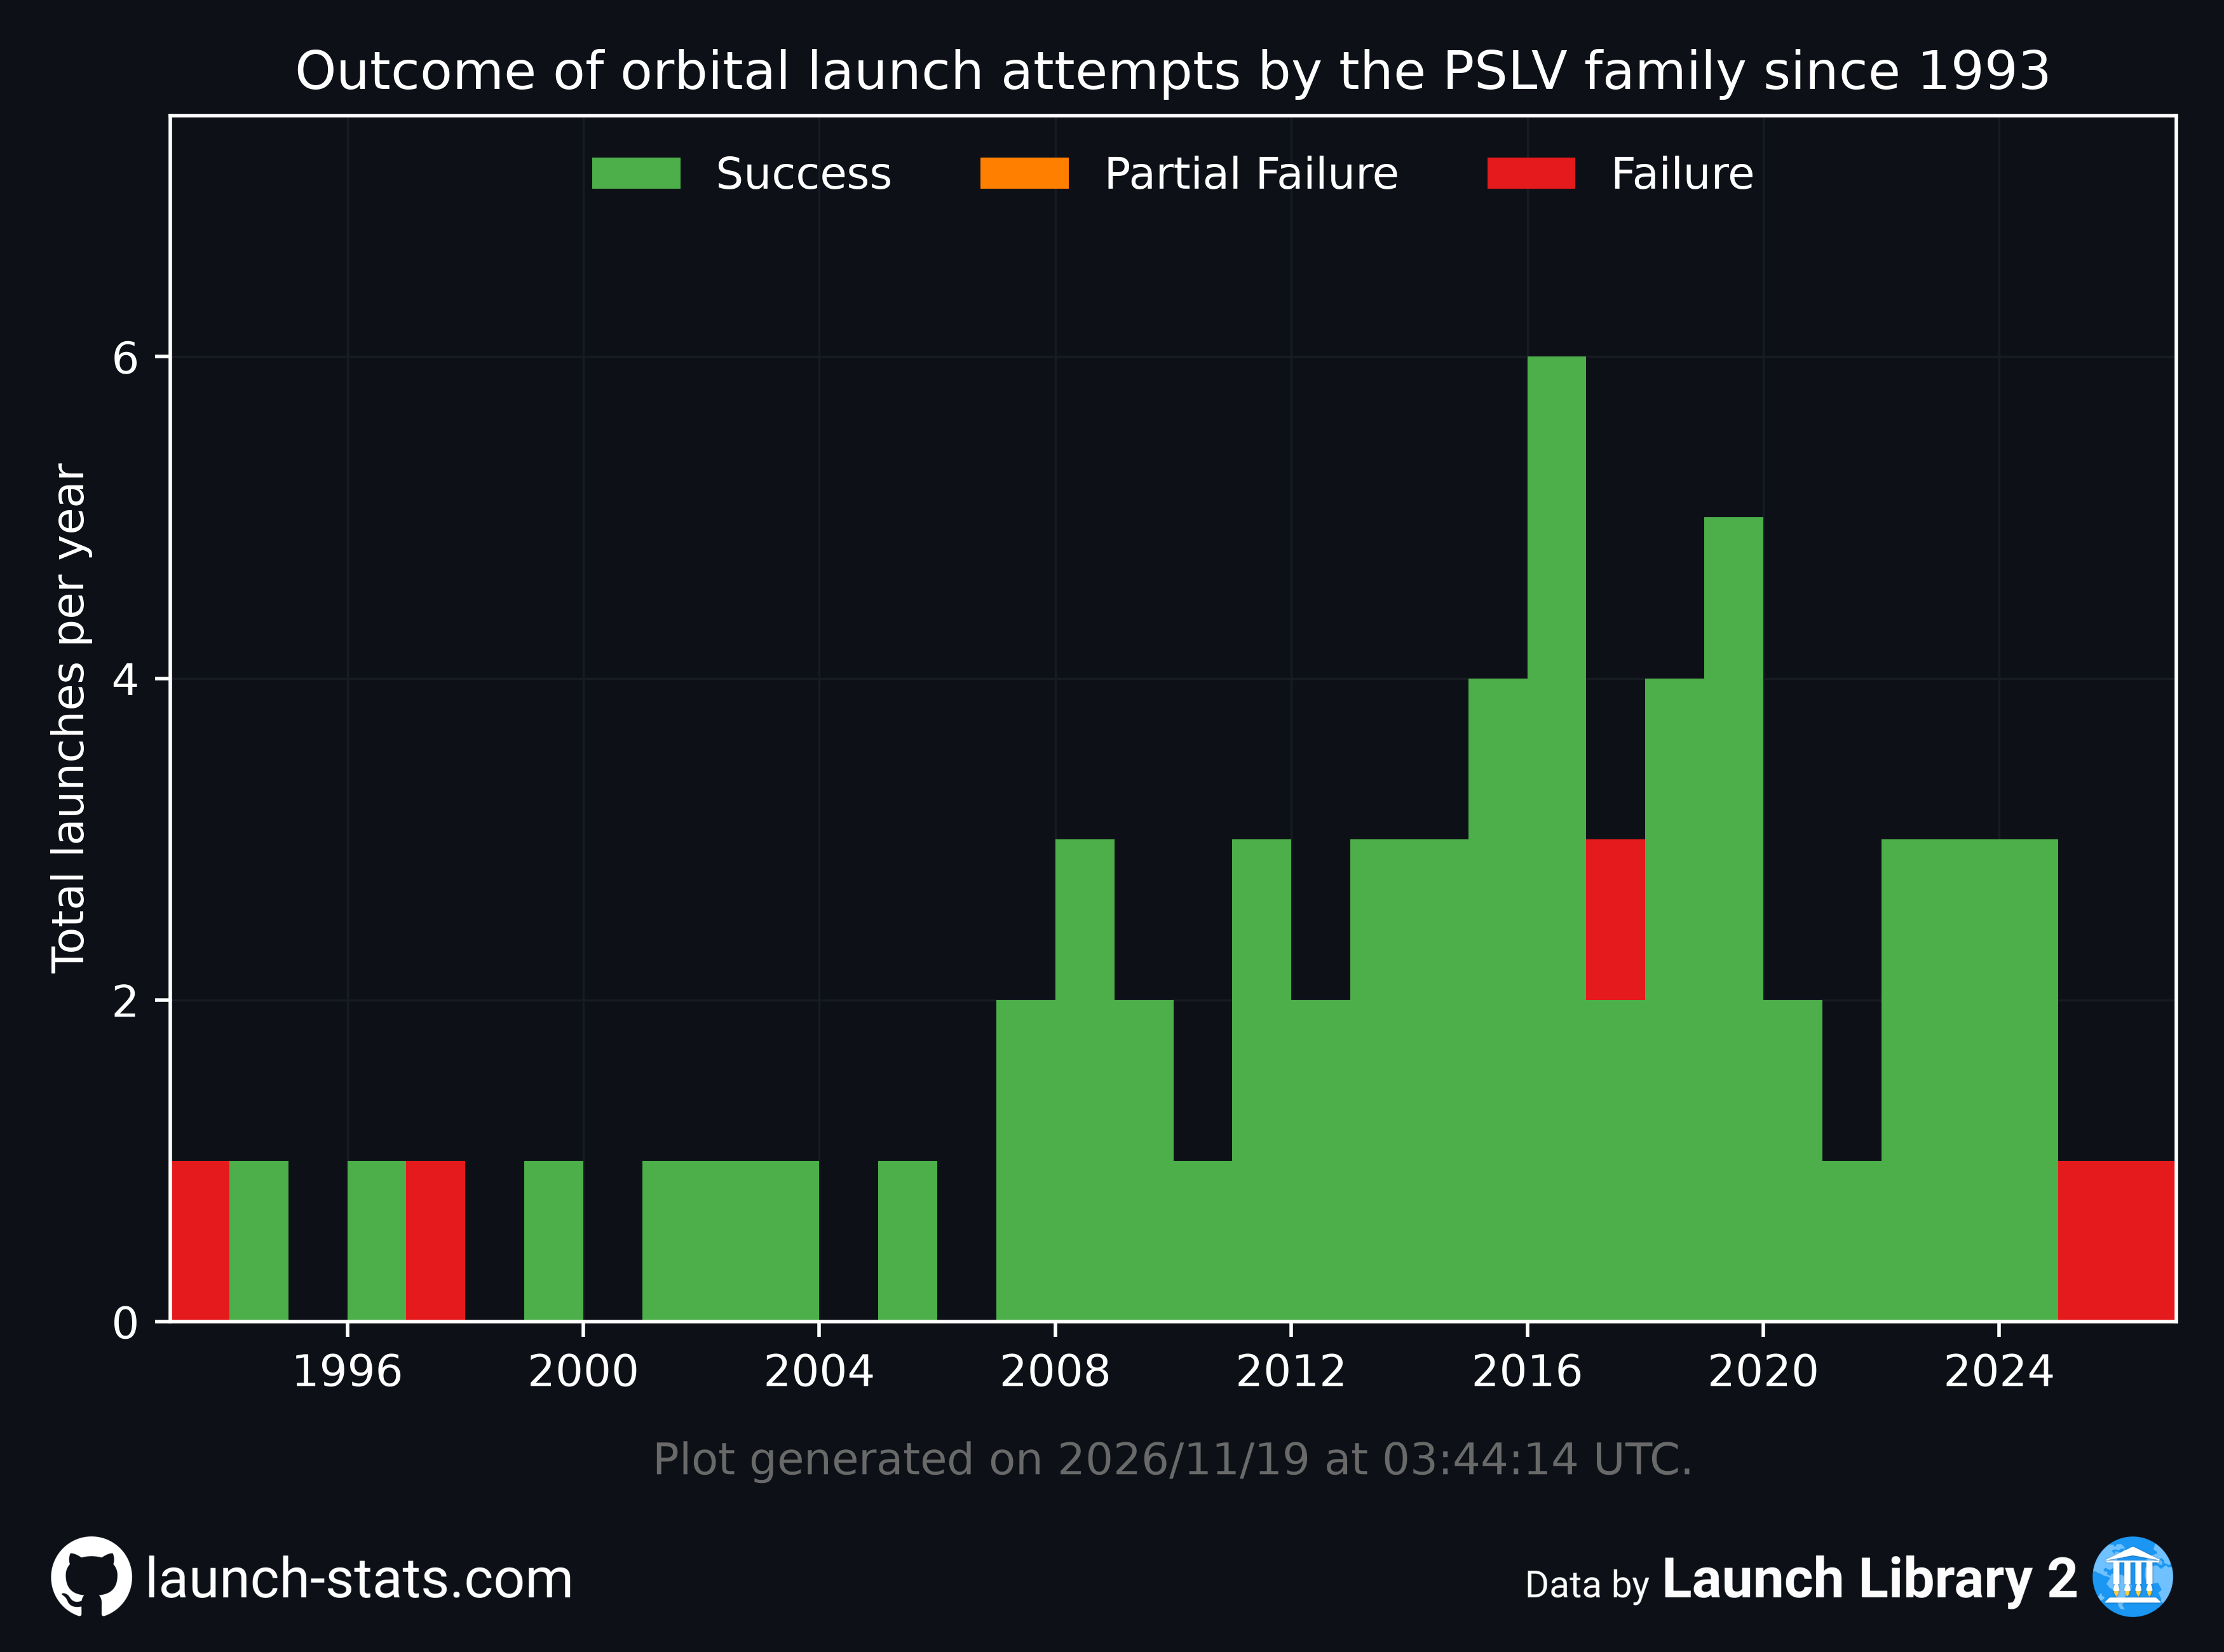 Outcome of orbital launch attempts by the PSLV family since 1993
Success Partial Failure Failure
Total launches per year
6
4
2
0
1996 2000 2004 2008 2012 2016 2020 2024
Plot generated on 2026/11/19 at 03:44:14 UTC.
launch-stats.com
Data by Launch Library 2